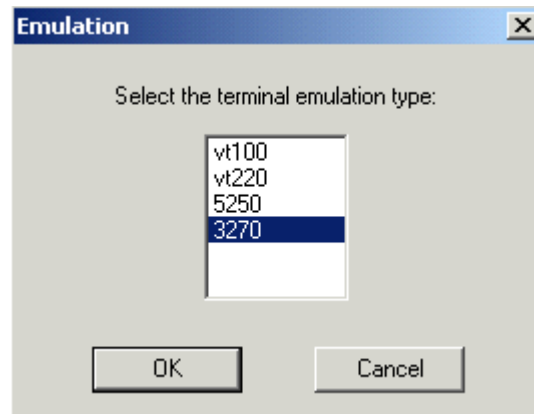 Emulation
Select the terminal emulation type:
vt100
vt220
5250
3270
OK
Cancel